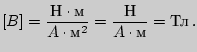 [B] = Н · м / A · м² = Н / A · м = Тл .